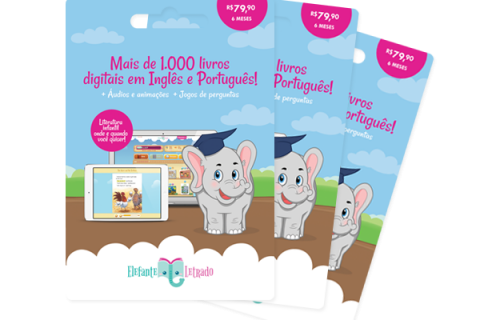 R$79,90
6 MESES
Mais de 1.000 livros
digitais em Inglês e Português!
+ Áudios e animações + Jogos de perguntas
Literatura
infantil
onde e quando
você quiser!
Elefante Letrado
R$79,90
6 MESES
livros
Português!
de perguntas
R$79,90
6 MESES
vros
ortuguês!
perguntas